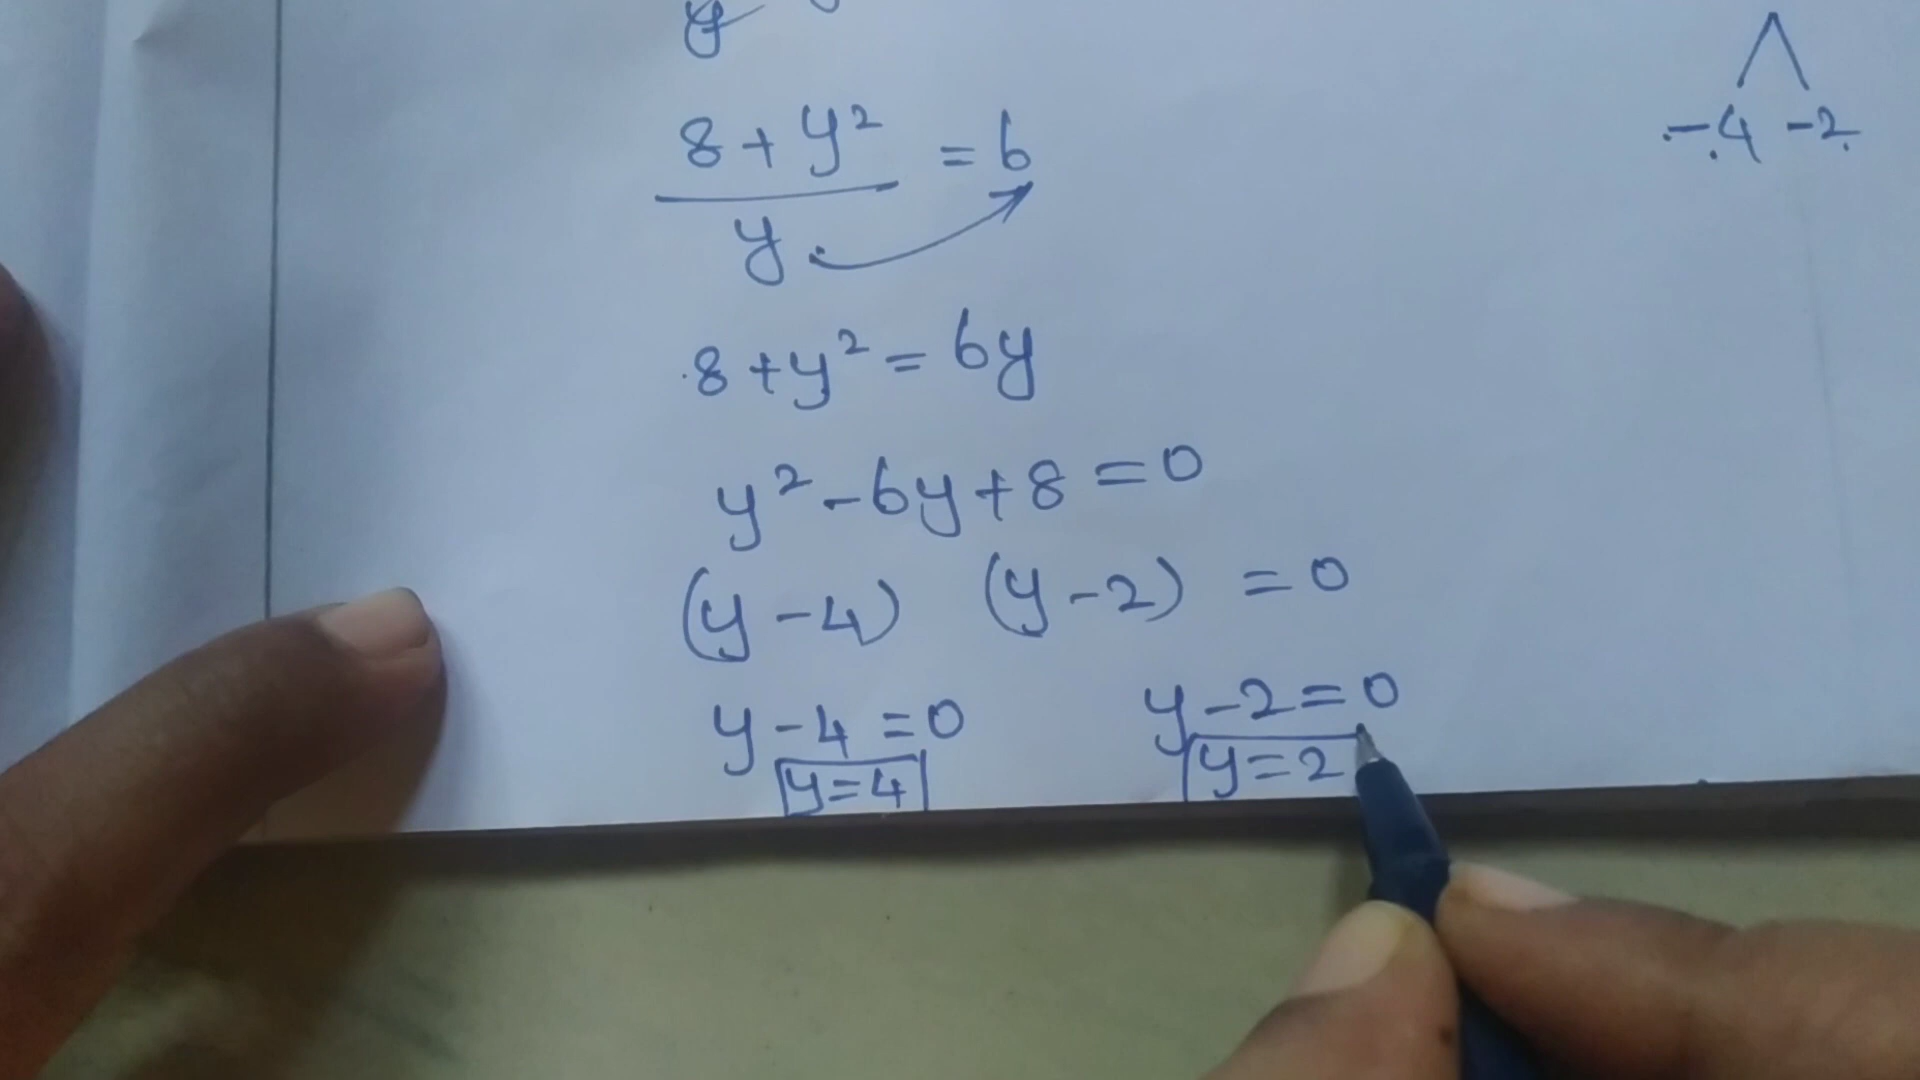 y
8 + y² = 6
y
-4 -2
8 + y² = 6y
y² - 6y + 8 = 0
(y - 4) (y - 2) = 0
y - 4 = 0 y - 2 = 0
y = 4 y = 2